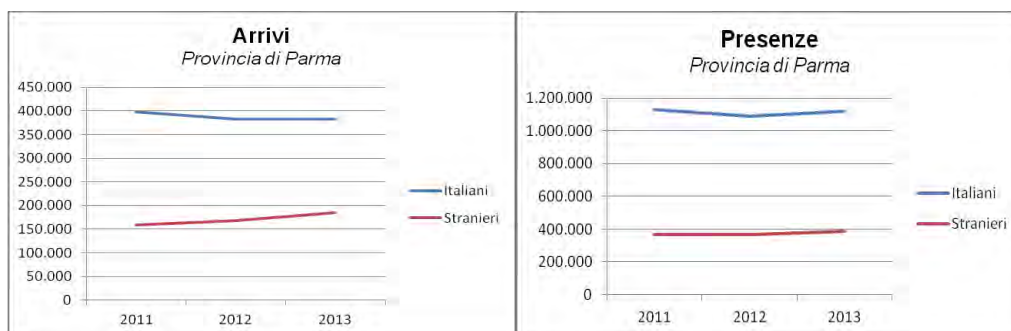 Arrivi
Provincia di Parma
450.000
400.000
350.000
300.000
250.000
200.000
150.000
100.000
50.000
0
2011 2012 2013
Italiani
Stranieri
Presenze
Provincia di Parma
1.200.000
1.000.000
800.000
600.000
400.000
200.000
0
2011 2012 2013
Italiani
Stranieri